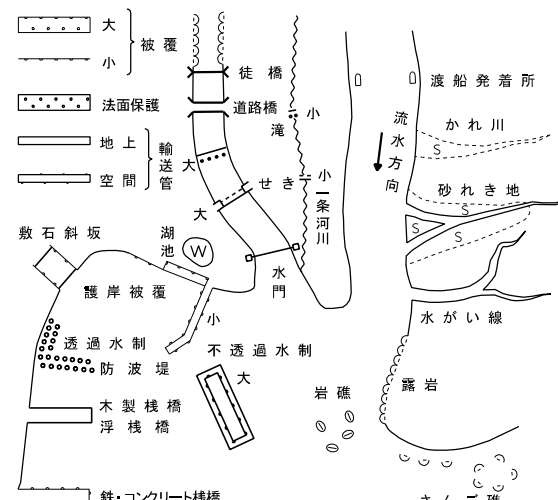 大
被覆
小
法面保護
地上
輸送管
空間
徒橋
道路橋
小
滝
大
せき
小
大
一条河川
渡船発着所
流水方向
かれ川
S
砂れき地
S
S
S
敷石斜坂
湖池
W
水門
護岸被覆
小
水がい線
透過水制
不透過水制
防波堤
大
岩礁
露岩
木製桟橋
浮桟橋
鉄・コンクリート桟橋